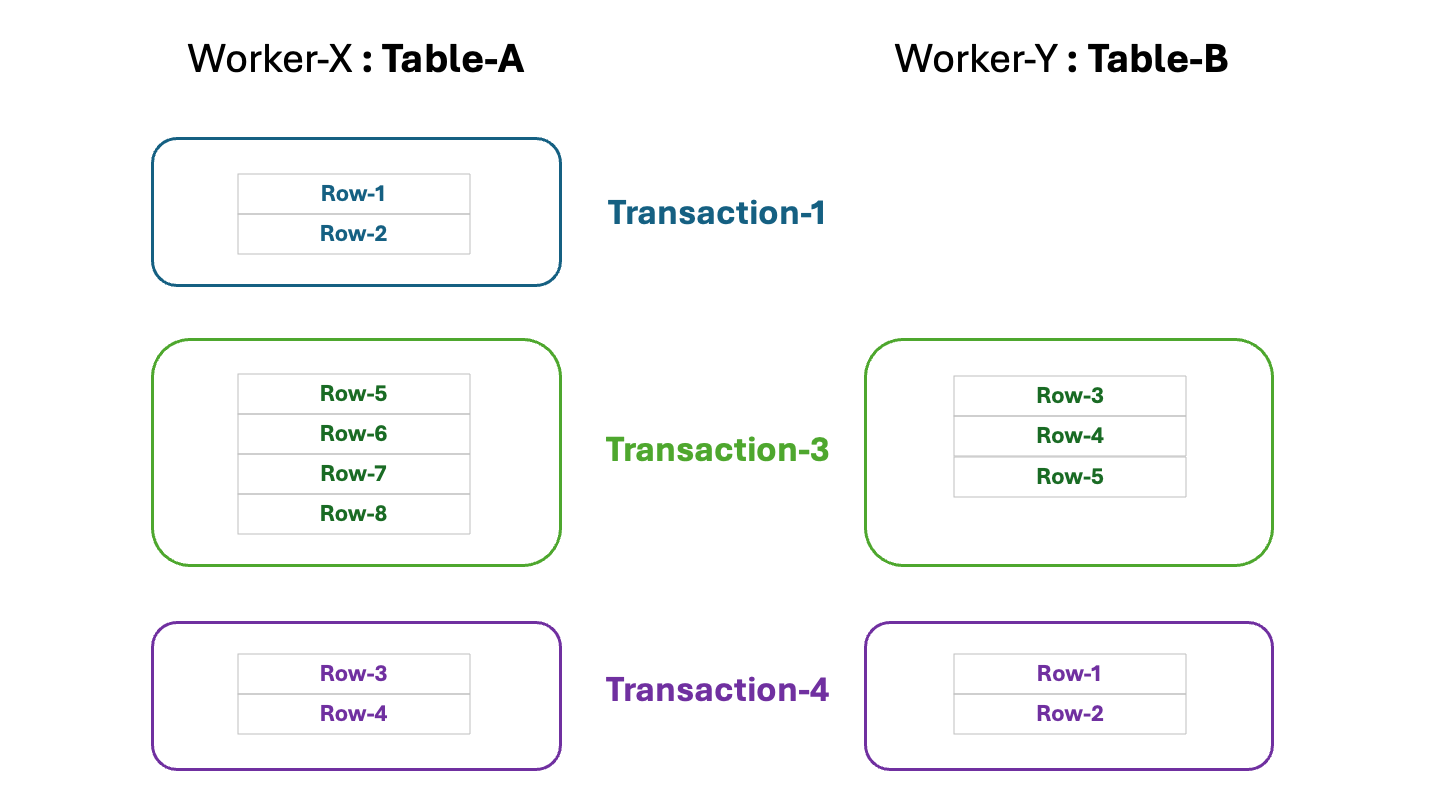 Worker-X : Table-A
Worker-Y : Table-B
Row-1
Row-2
Transaction-1
Row-5
Row-6
Row-7
Row-8
Transaction-3
Row-3
Row-4
Row-5
Row-3
Row-4
Transaction-4
Row-1
Row-2